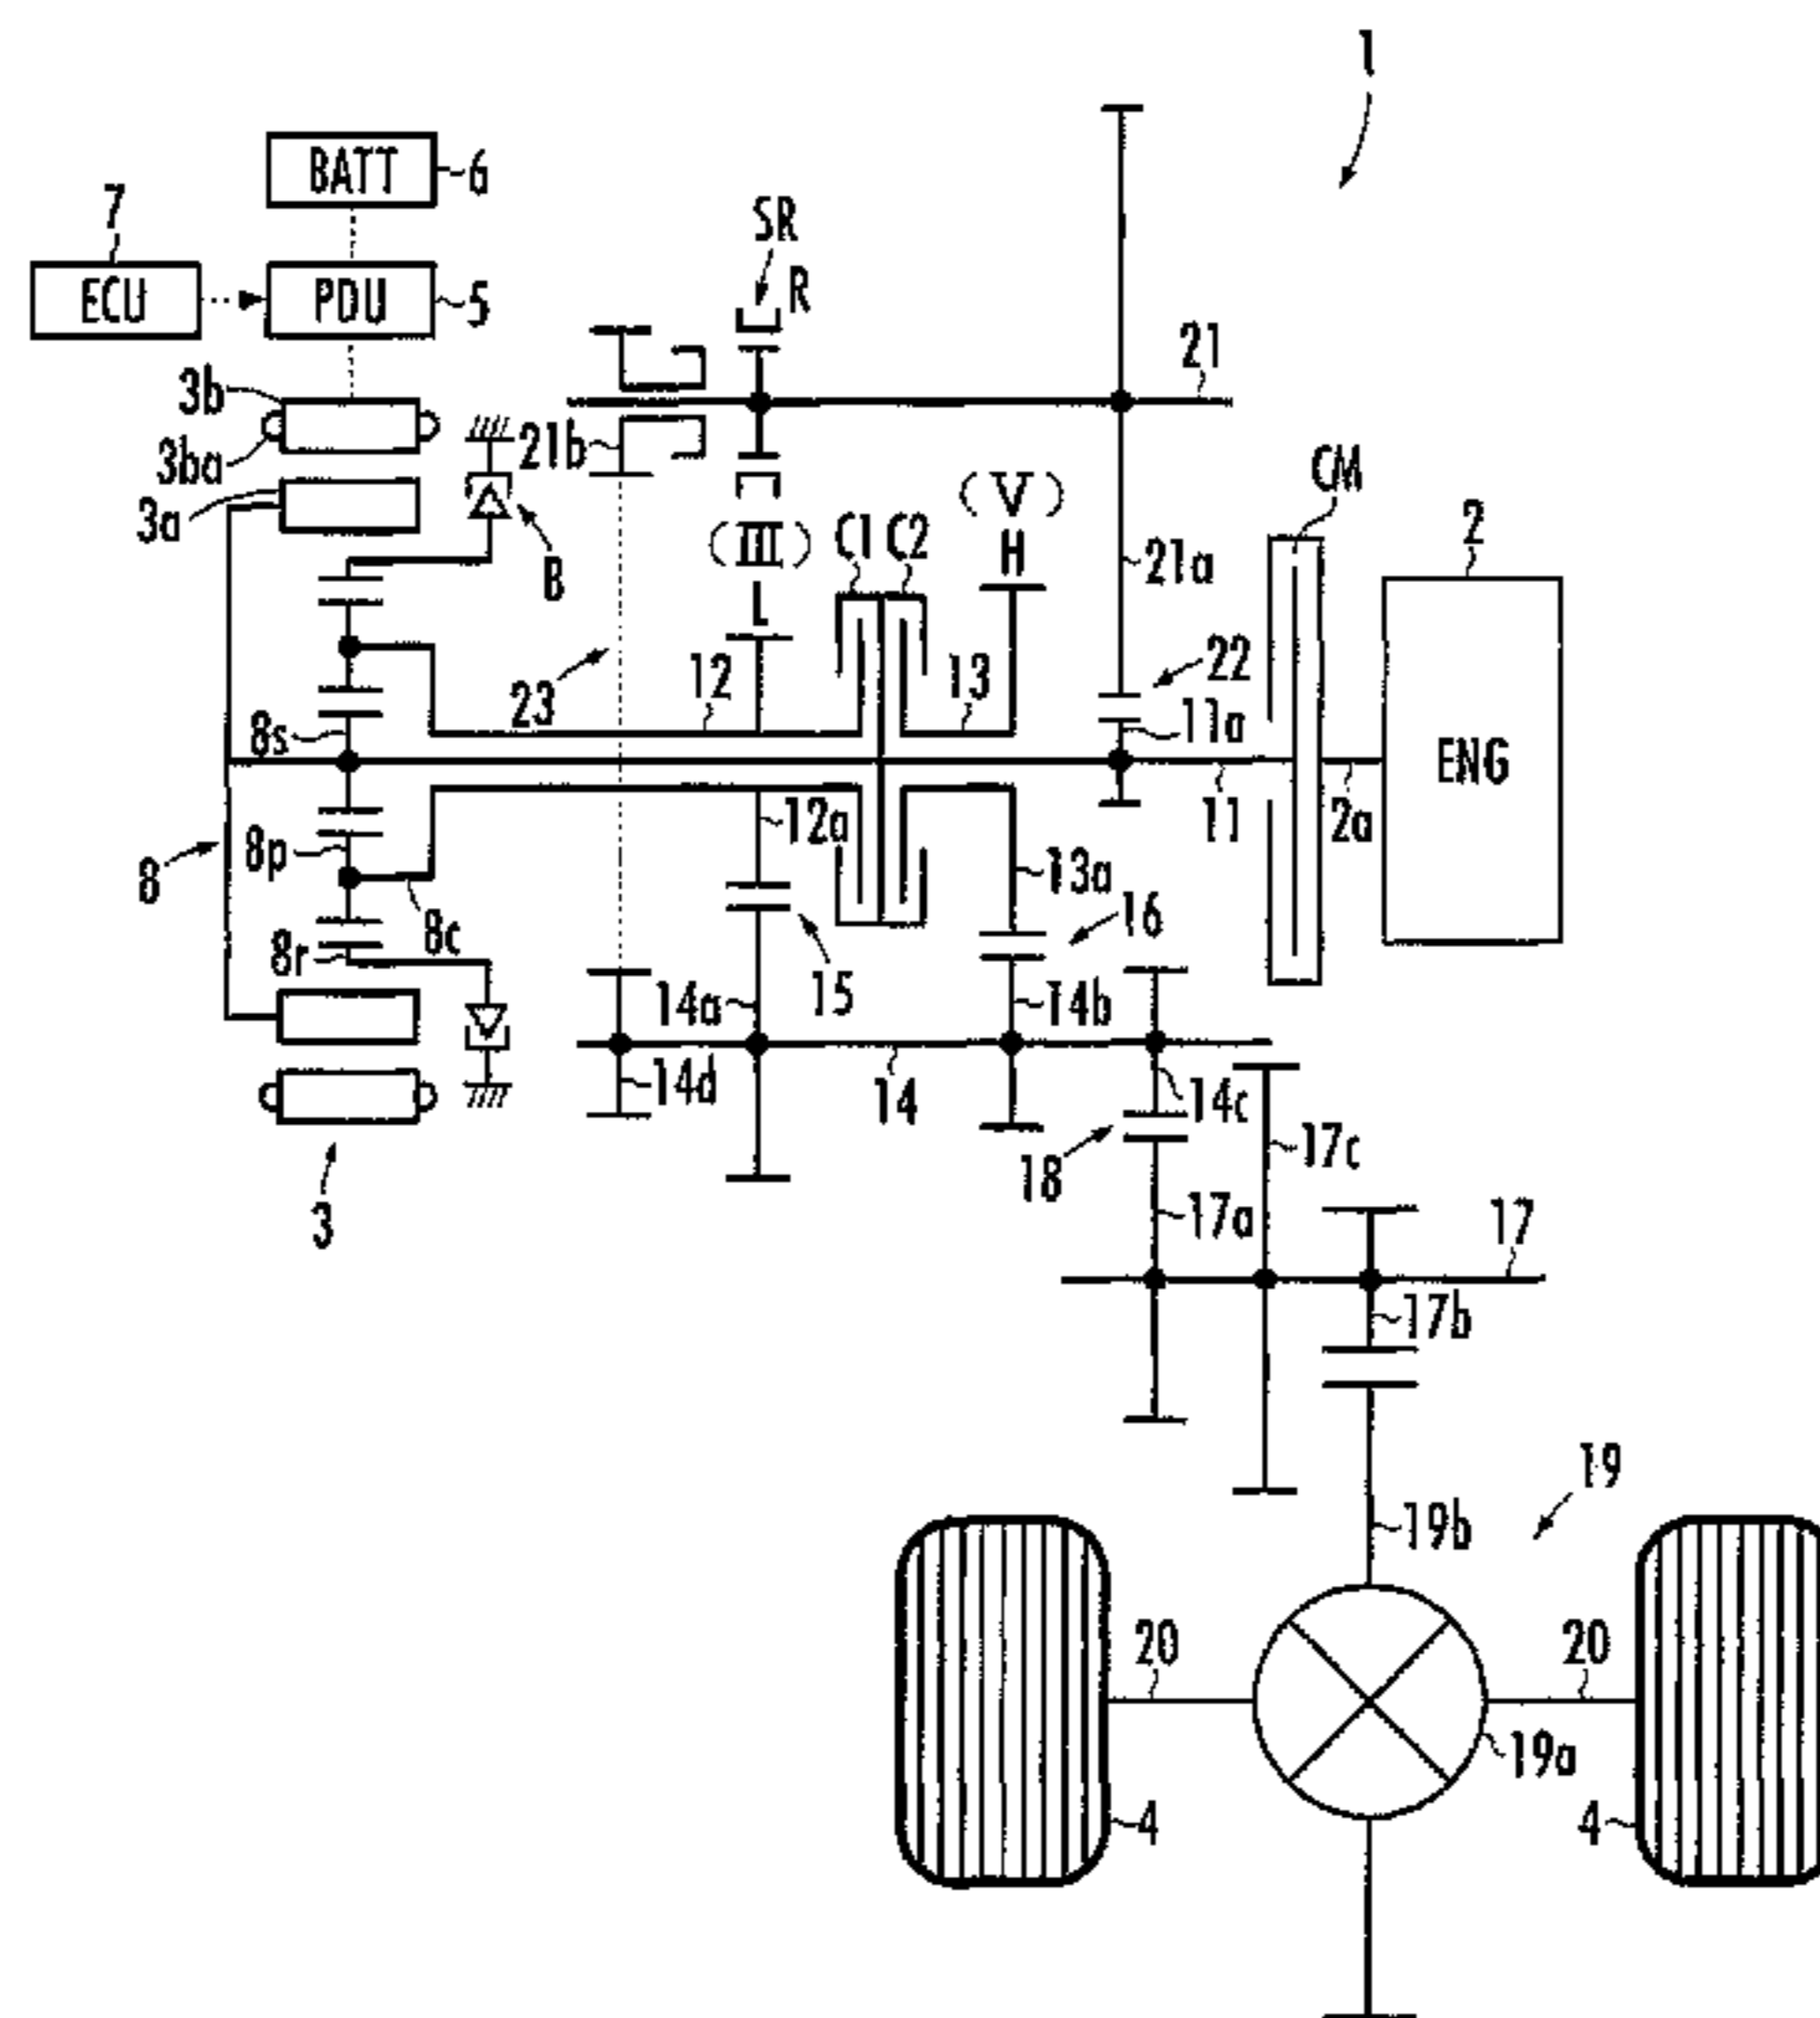 1
BATT
6
7
SR
ECU
PDU
5
R
21
3b
21b
3ba
(V)
CM
3a
(III)
C1
C2
H
2
B
21a
L
12
13
22
23
8s
11a
ENG
12a
11
2a
8
8p
13a
8c
16
8r
15
14a
14b
14d
14
14c
17c
18
3
17a
17
17b
19
19b
20
20
19a
4
4